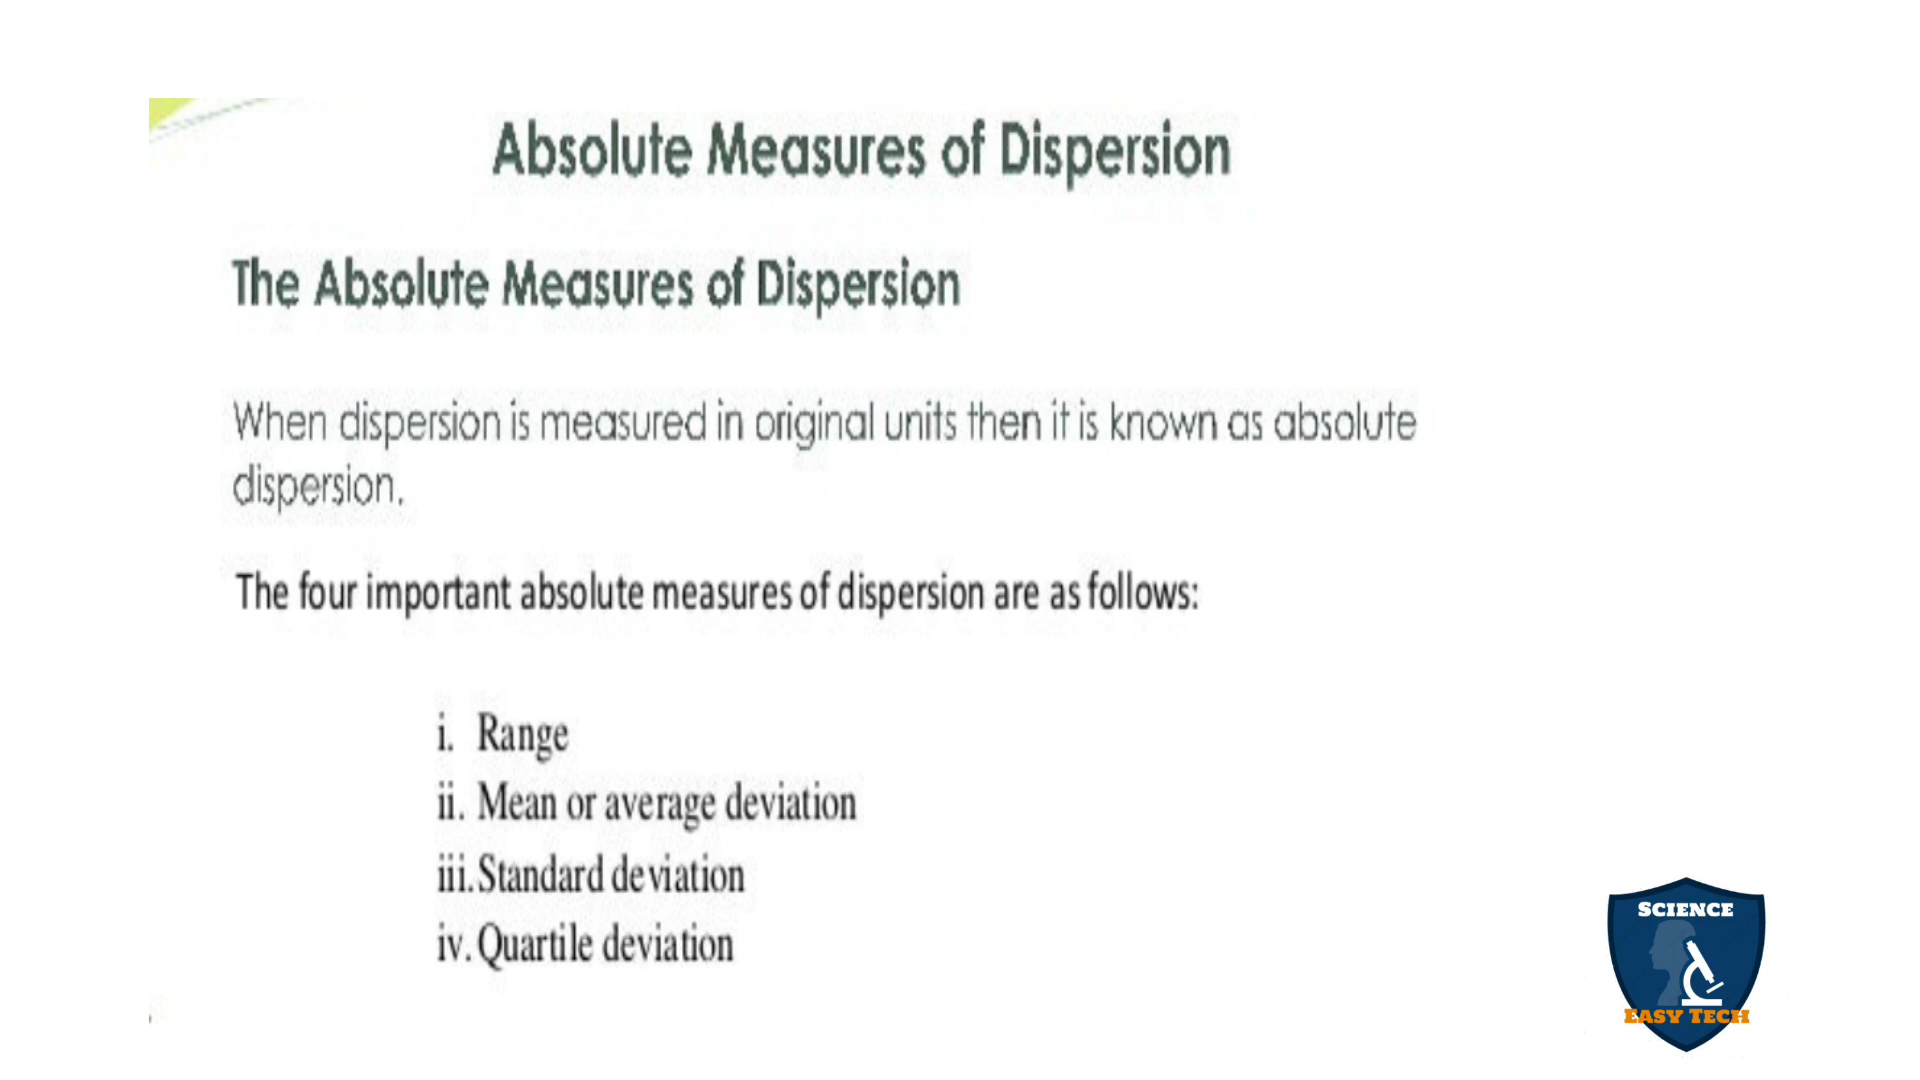 Absolute Measures of Dispersion
The Absolute Measures of Dispersion
When dispersion is measured in original units then it is known as absolute
dispersion.
The four important absolute measures of dispersion are as follows:
i. Range
ii. Mean or average deviation
iii. Standard deviation
iv. Quartile deviation
SCIENCE
EASY TECH